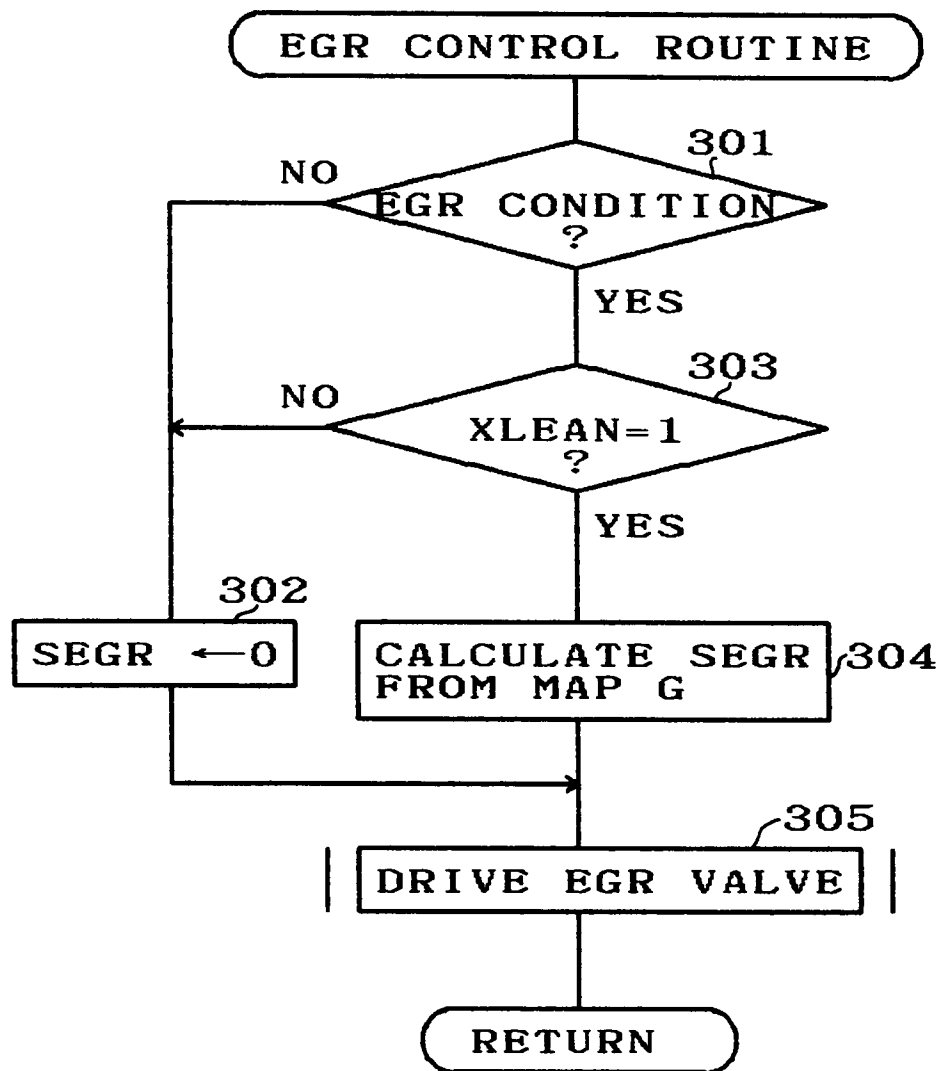 EGR CONTROL ROUTINE
301
NO
EGR CONDITION
?
YES
303
NO
XLEAN=1
?
YES
302
SEGR ←0
CALCULATE SEGR
FROM MAP G
304
305
DRIVE EGR VALVE
RETURN